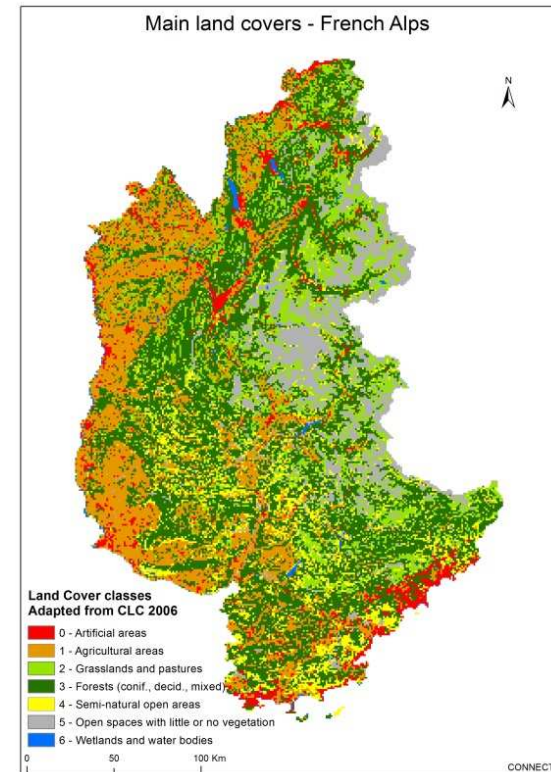 Main land covers - French Alps
N
Land Cover classes
Adapted from CLC 2006
0 - Artificial areas
1 - Agricultural areas
2 - Grasslands and pastures
3 - Forests (conif., decid., mixed)
4 - Semi-natural open areas
5 - Open spaces with little or no vegetation
6 - Wetlands and water bodies
0 50 100 Km
CONNECT